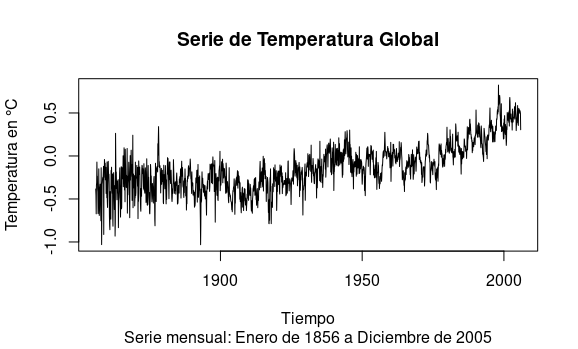 Serie de Temperatura Global
Temperatura en °C
0.5
0.0
-0.5
-1.0
1900
1950
2000
Tiempo
Serie mensual: Enero de 1856 a Diciembre de 2005